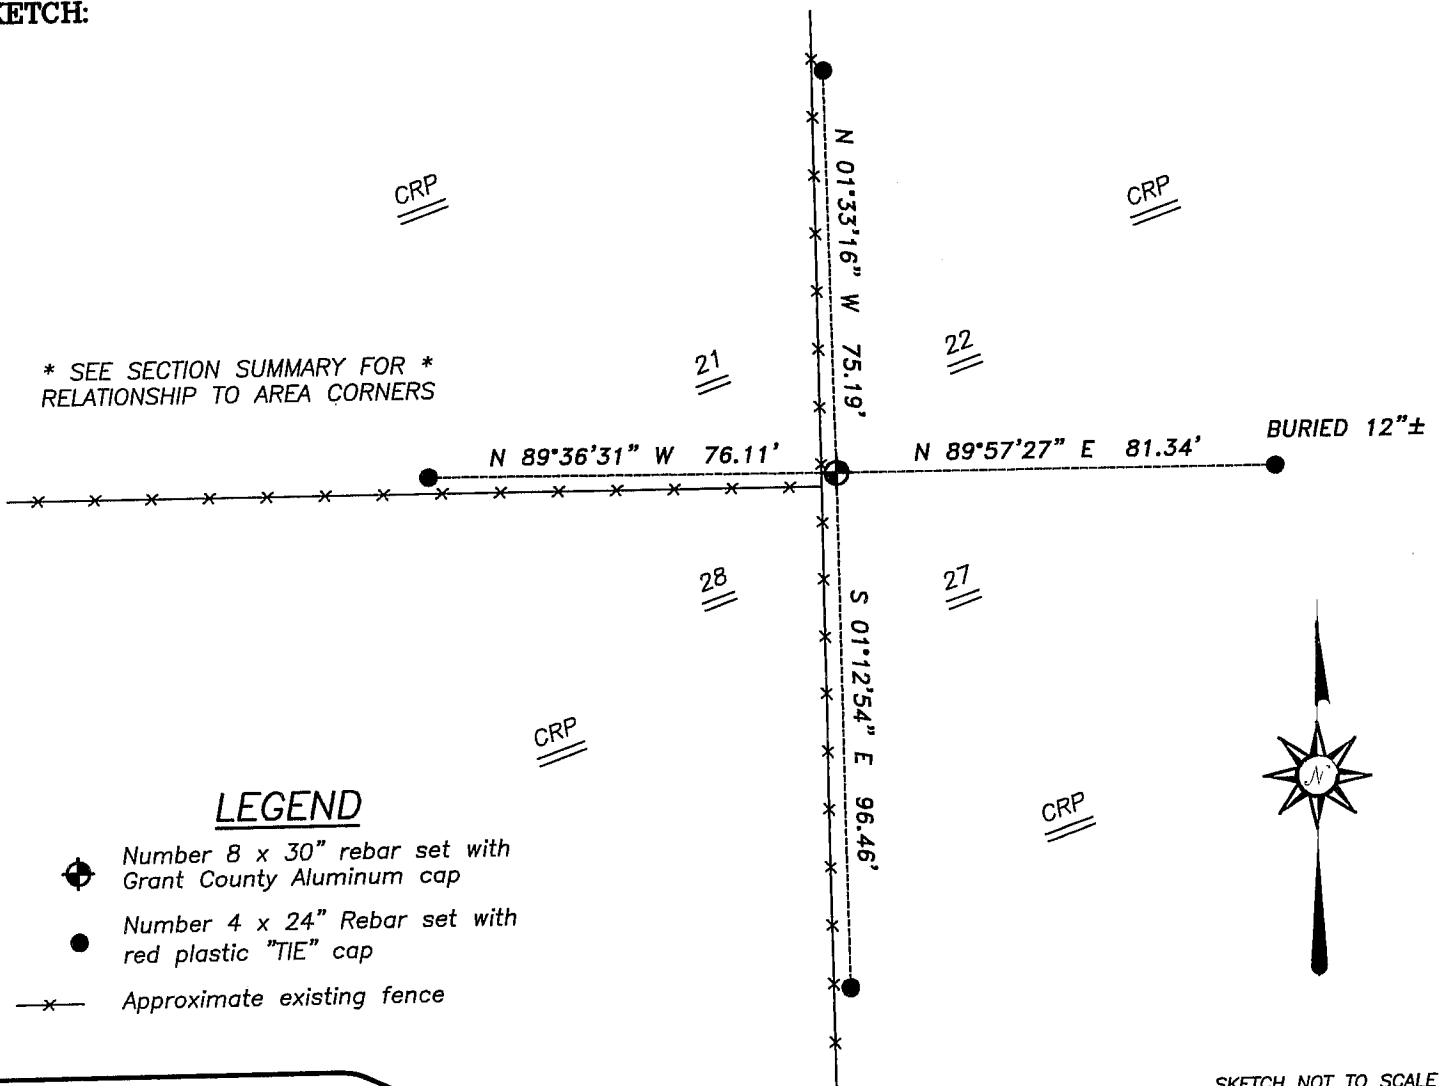 KETCH:
CRP
CRP
N 01°33'16" W 75.19'
* SEE SECTION SUMMARY FOR *
RELATIONSHIP TO AREA CORNERS
21
22
N 89°36'31" W 76.11'
N 89°57'27" E 81.34'
BURIED 12"±
28
27
S 01°12'54" E 96.46'
CRP
CRP
N
LEGEND
Number 8 x 30" rebar set with
Grant County Aluminum cap
Number 4 x 24" Rebar set with
red plastic "TIE" cap
Approximate existing fence
SKETCH NOT TO SCALE